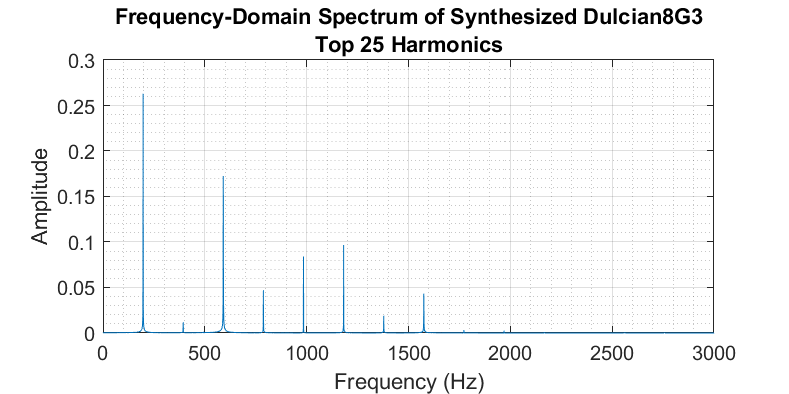 Frequency-Domain Spectrum of Synthesized Dulcian8G3
Top 25 Harmonics
0.3
0.25
0.2
0.15
0.1
0.05
0
Amplitude
0 500 1000 1500 2000 2500 3000
Frequency (Hz)